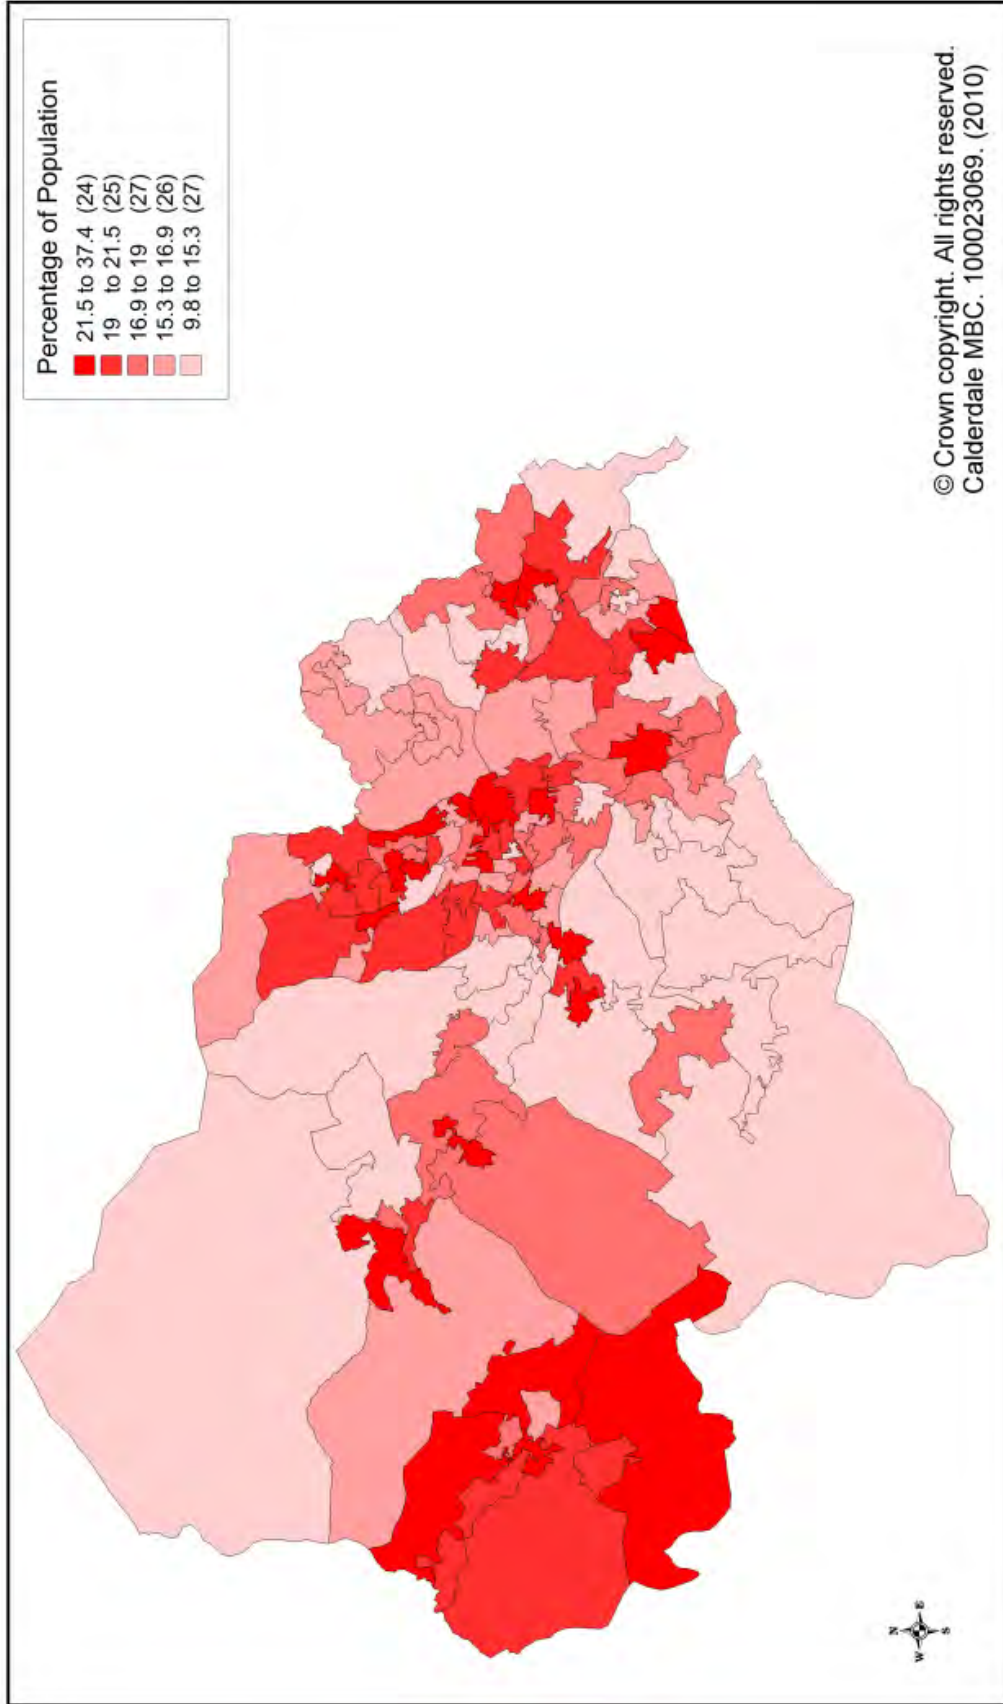 Percentage of Population
21.5 to 37.4 (24)
19 to 21.5 (25)
16.9 to 19 (27)
15.3 to 16.9 (26)
9.8 to 15.3 (27)
© Crown copyright. All rights reserved.
Calderdale MBC. 100023069. (2010)
N
W E
S